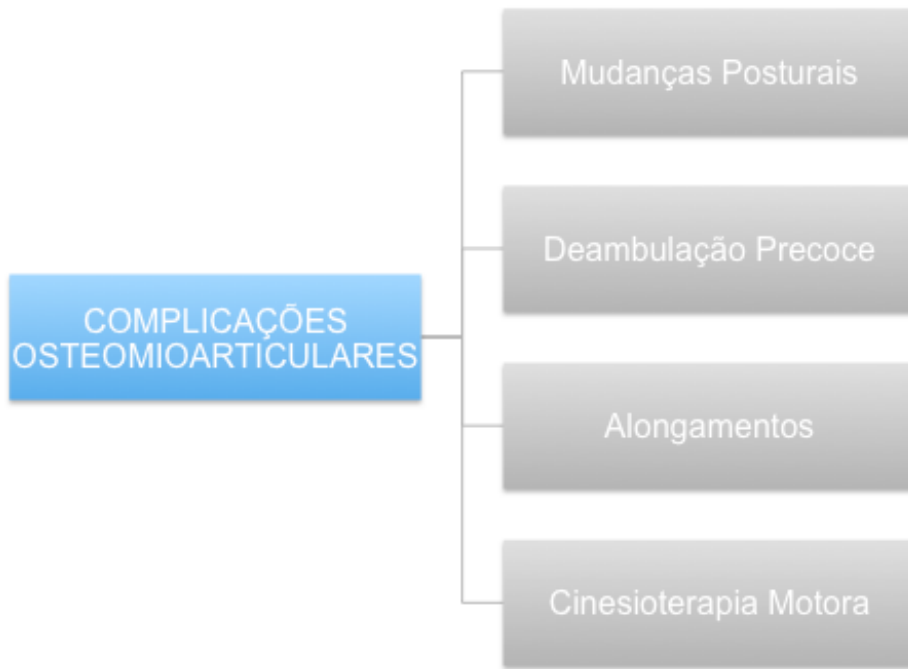 Mudanças Posturais
Deambulação Precoce
COMPLICAÇÕES
OSTEOMIOARTICULARES
Alongamentos
Cinesioterapia Motora